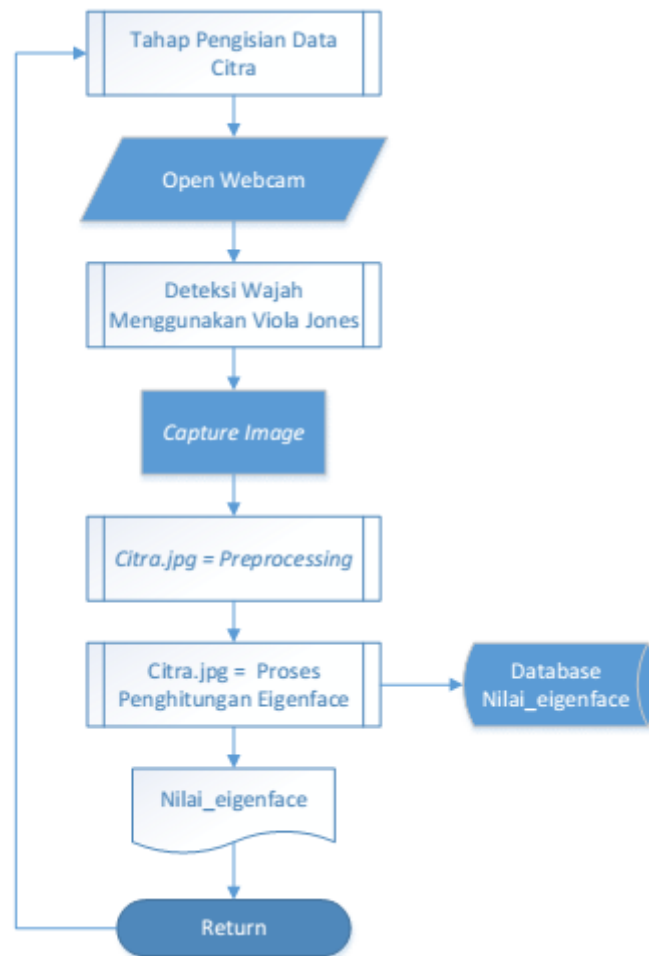 Tahap Pengisian Data
Citra
Open Webcam
Deteksi Wajah
Menggunakan Viola Jones
Capture Image
Citra.jpg = Preprocessing
Citra.jpg = Proses
Penghitungan Eigenface
Database
Nilai_eigenface
Nilai_eigenface
Return